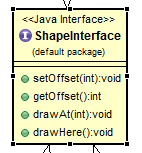 <<Java Interface>>
I ShapeInterface
(default package)
setOffset(int):void
getOffset():int
drawAt(int):void
drawHere():void